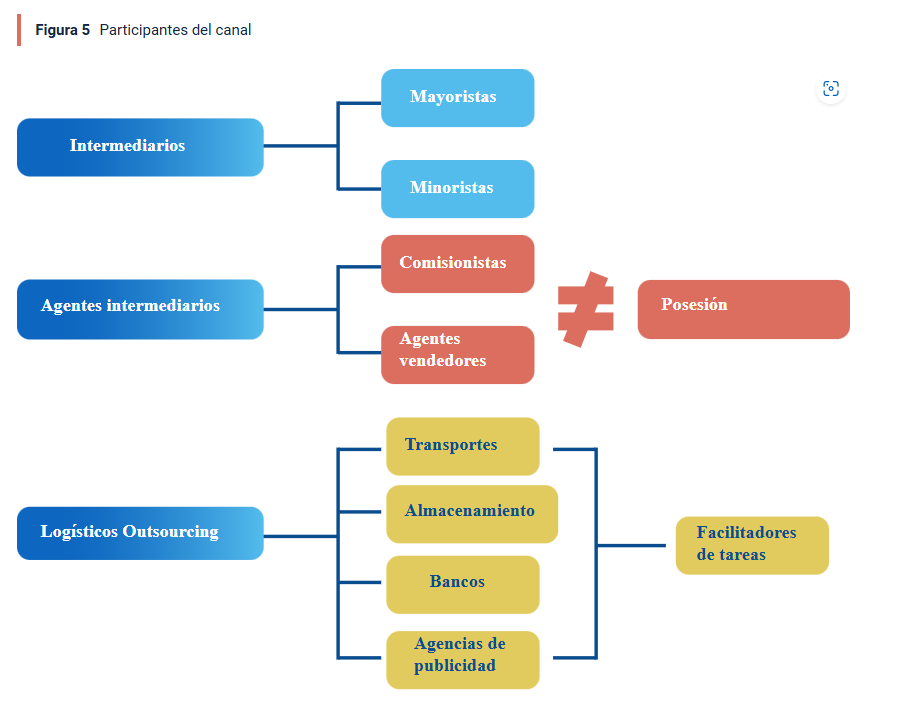 Figura 5 Participantes del canal
Mayoristas
Intermediarios
Minoristas
Comisionistas
Agentes intermediarios
Posesión
Agentes
vendedores
Transportes
Almacenamiento
Logísticos Outsourcing
Facilitadores
de tareas
Bancos
Agencias de
publicidad